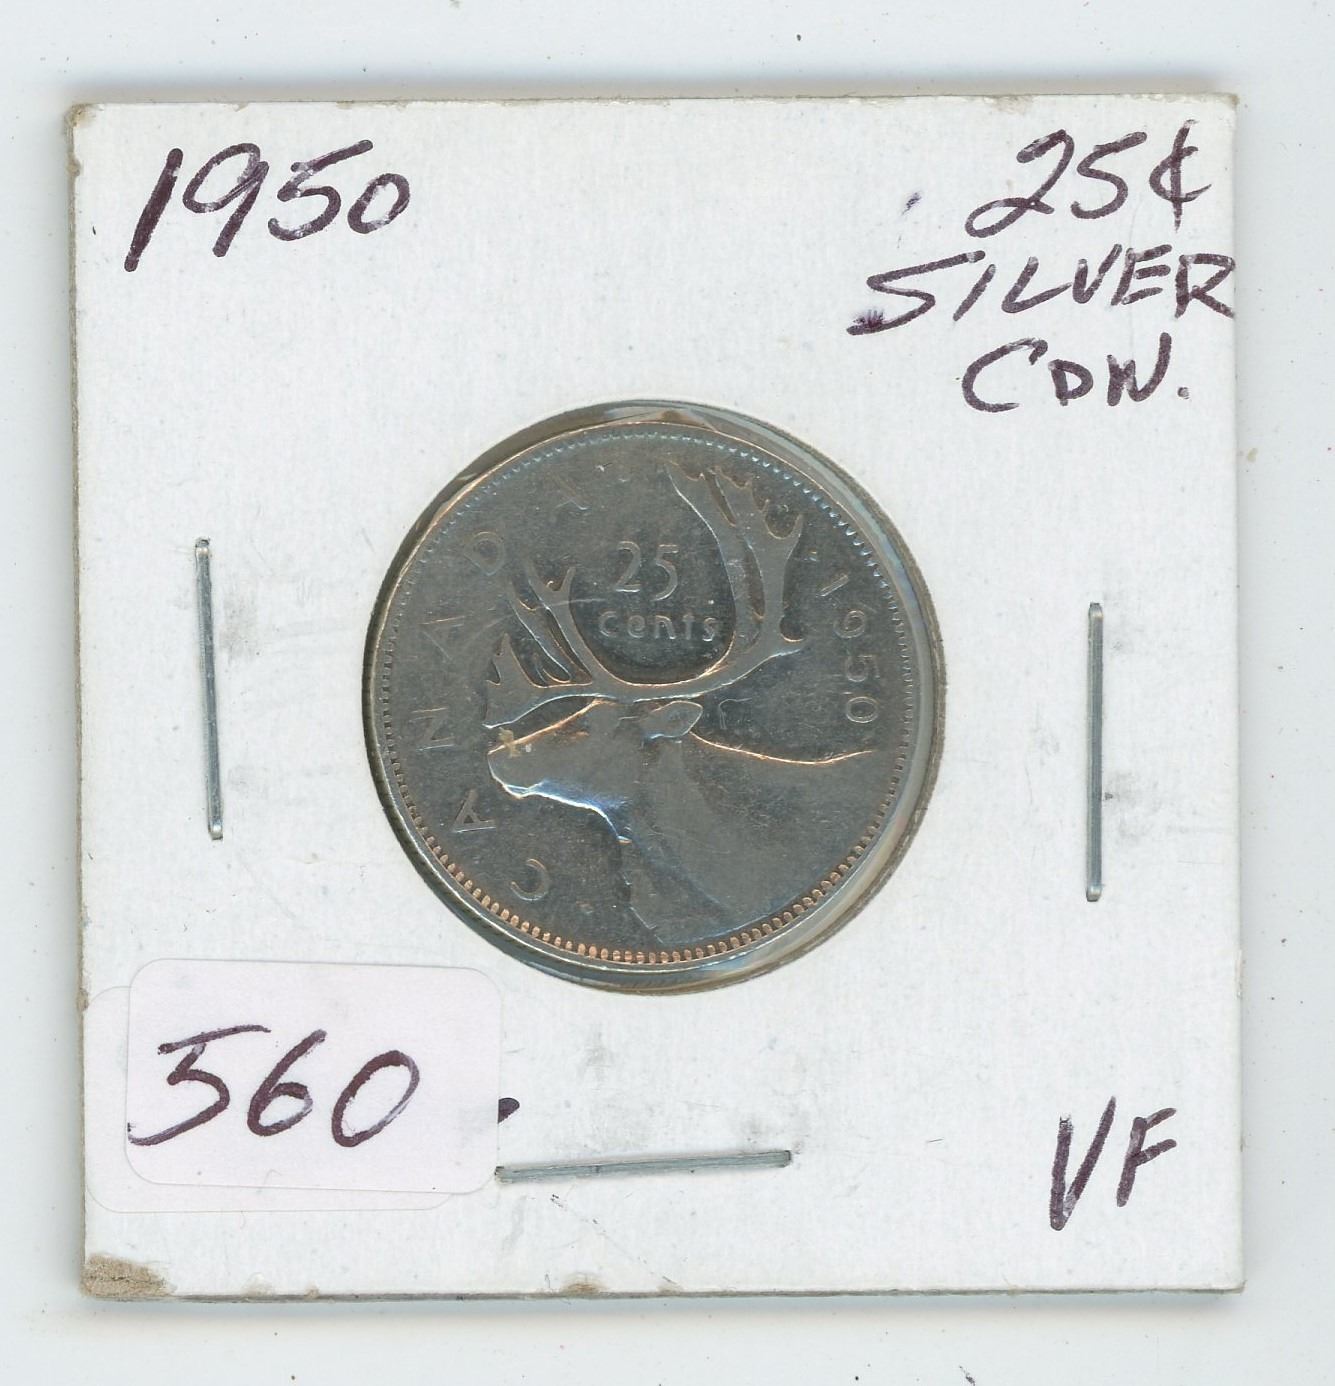 1950
25¢
SILVER
CDN.
CANADA
25
cents
1950
560
VF